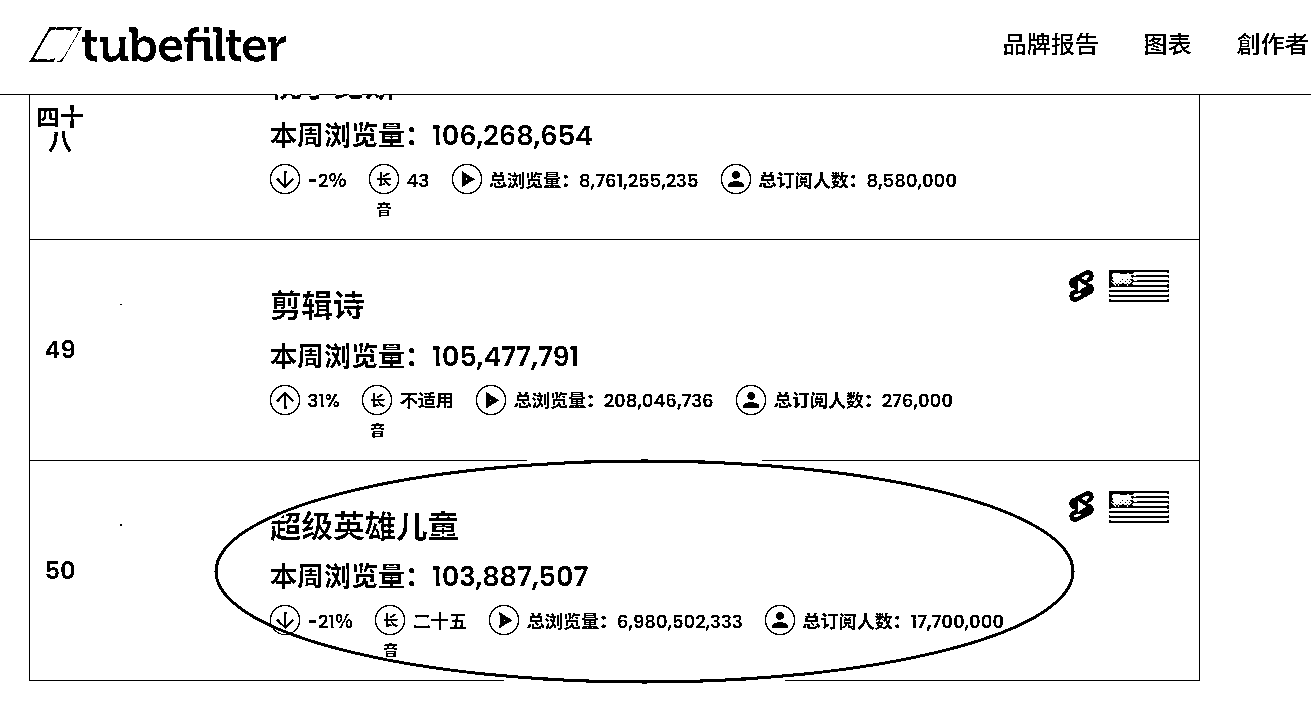 tubefilter
品牌报告 图表 創作者
四十
八
本周浏览量：106,268,654
-2% 长 43 总浏览量：8,761,255,235 总订阅人数：8,580,000
音
剪辑诗
49
本周浏览量：105,477,791
31% 长 不适用 总浏览量：208,046,736 总订阅人数：276,000
音
超级英雄儿童
50
本周浏览量：103,887,507
-21% 长 二十五 总浏览量：6,980,502,333 总订阅人数：17,700,000
音